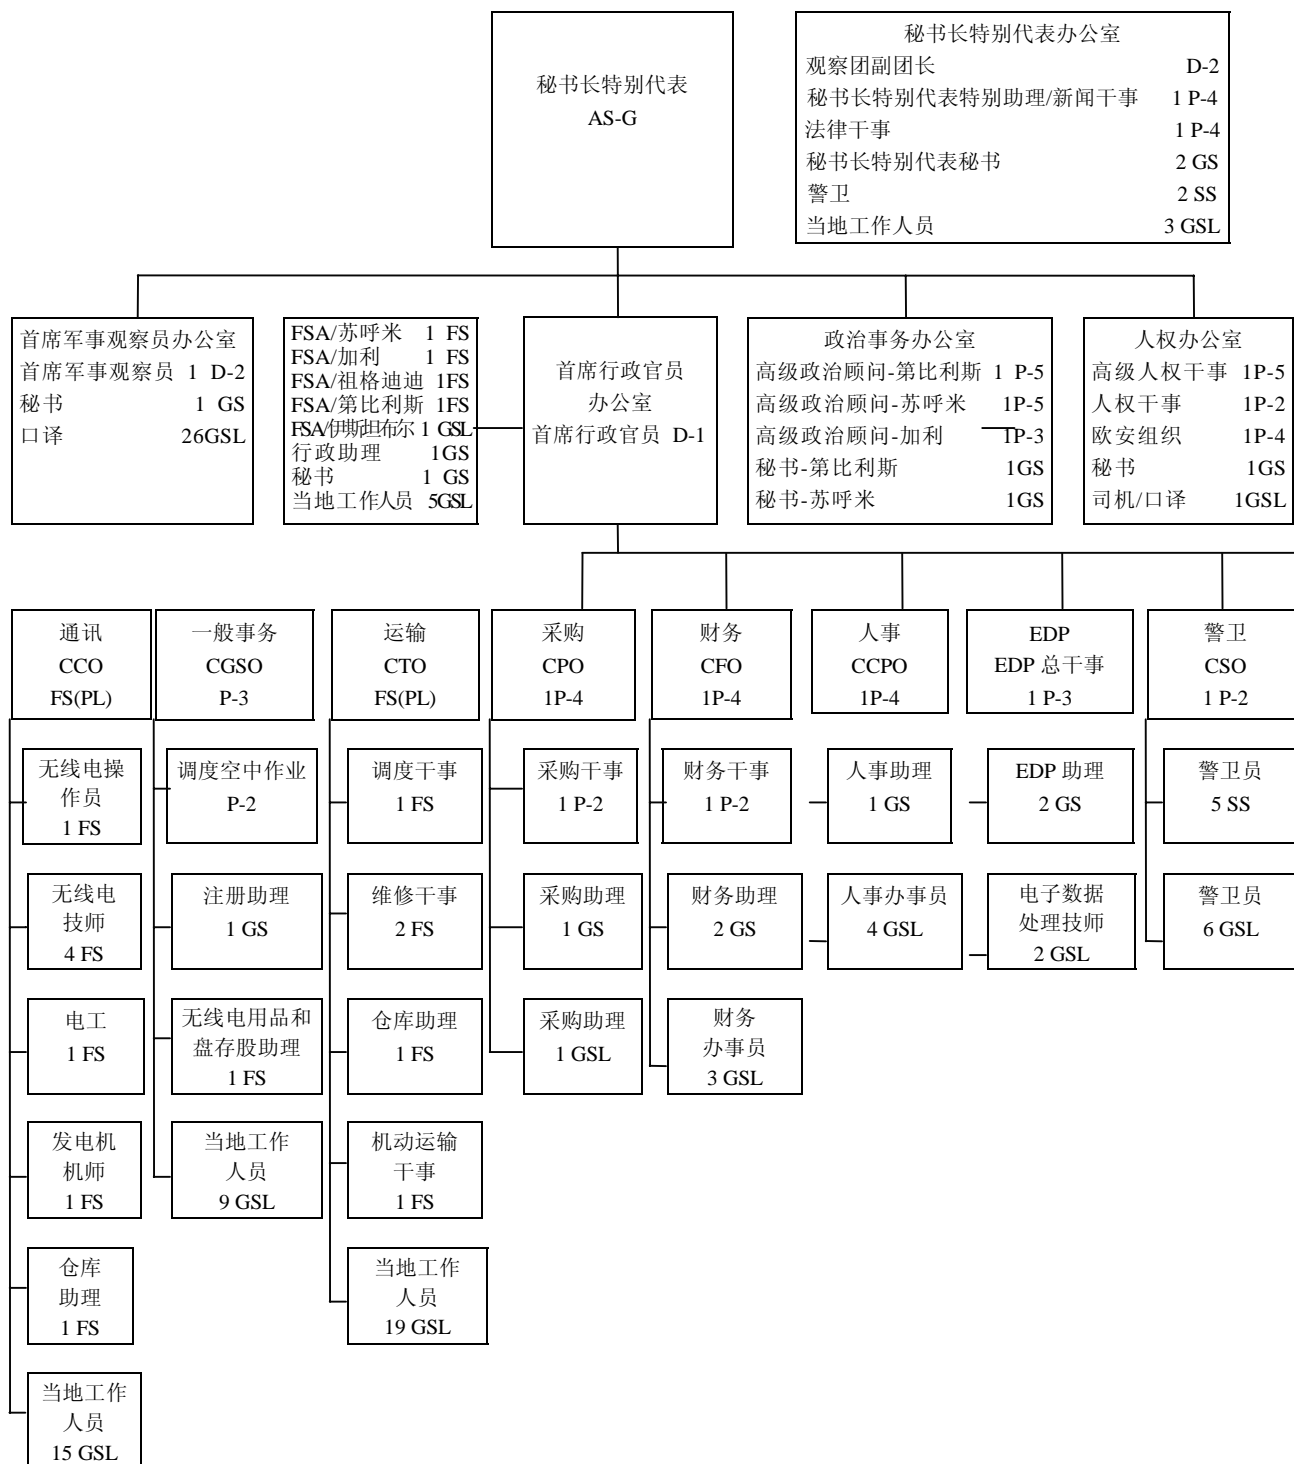 秘书长特别代表
AS-G
秘书长特别代表办公室
观察团副团长 D-2
秘书长特别代表特别助理/新闻干事 1 P-4
法律干事 1 P-4
秘书长特别代表秘书 2 GS
警卫 2 SS
当地工作人员 3 GSL
首席军事观察员办公室
首席军事观察员 1 D-2
秘书 1 GS
口译 26GSL
FSA/苏呼米 1 FS
FSA/加利 1 FS
FSA/祖格迪迪 1FS
FSA/第比利斯 1FS
FSA/伊斯坦布尔 1 GSL
行政助理 1GS
秘书 1 GS
当地工作人员 5GSL
首席行政官员
办公室
首席行政官员 D-1
政治事务办公室
高级政治顾问-第比利斯 1 P-5
高级政治顾问-苏呼米 1P-5
高级政治顾问-加利 1P-3
秘书-第比利斯 1GS
秘书-苏呼米 1GS
人权办公室
高级人权干事 1P-5
人权干事 1P-2
欧安组织 1P-4
秘书 1GS
司机/口译 1GSL
通讯
CCO
FS(PL)
一般事务
CGSO
P-3
运输
CTO
FS(PL)
采购
CPO
1P-4
财务
CFO
1P-4
人事
CCPO
1P-4
EDP
EDP 总干事
1 P-3
警卫
CSO
1 P-2
无线电操
作员
1 FS
调度空中作业
P-2
调度干事
1 FS
采购干事
1 P-2
财务干事
1 P-2
人事助理
1 GS
EDP 助理
2 GS
警卫员
5 SS
无线电
技师
4 FS
注册助理
1 GS
维修干事
2 FS
采购助理
1 GS
财务助理
2 GS
人事办事员
4 GSL
电子数据
处理技师
2 GSL
警卫员
6 GSL
电工
1 FS
无线电用品和
盘存股助理
1 FS
仓库助理
1 FS
采购助理
1 GSL
财务
办事员
3 GSL
发电机
机师
1 FS
当地工作
人员
9 GSL
机动运输
干事
1 FS
仓库
助理
1 FS
当地工作
人员
19 GSL
当地工作
人员
15 GSL